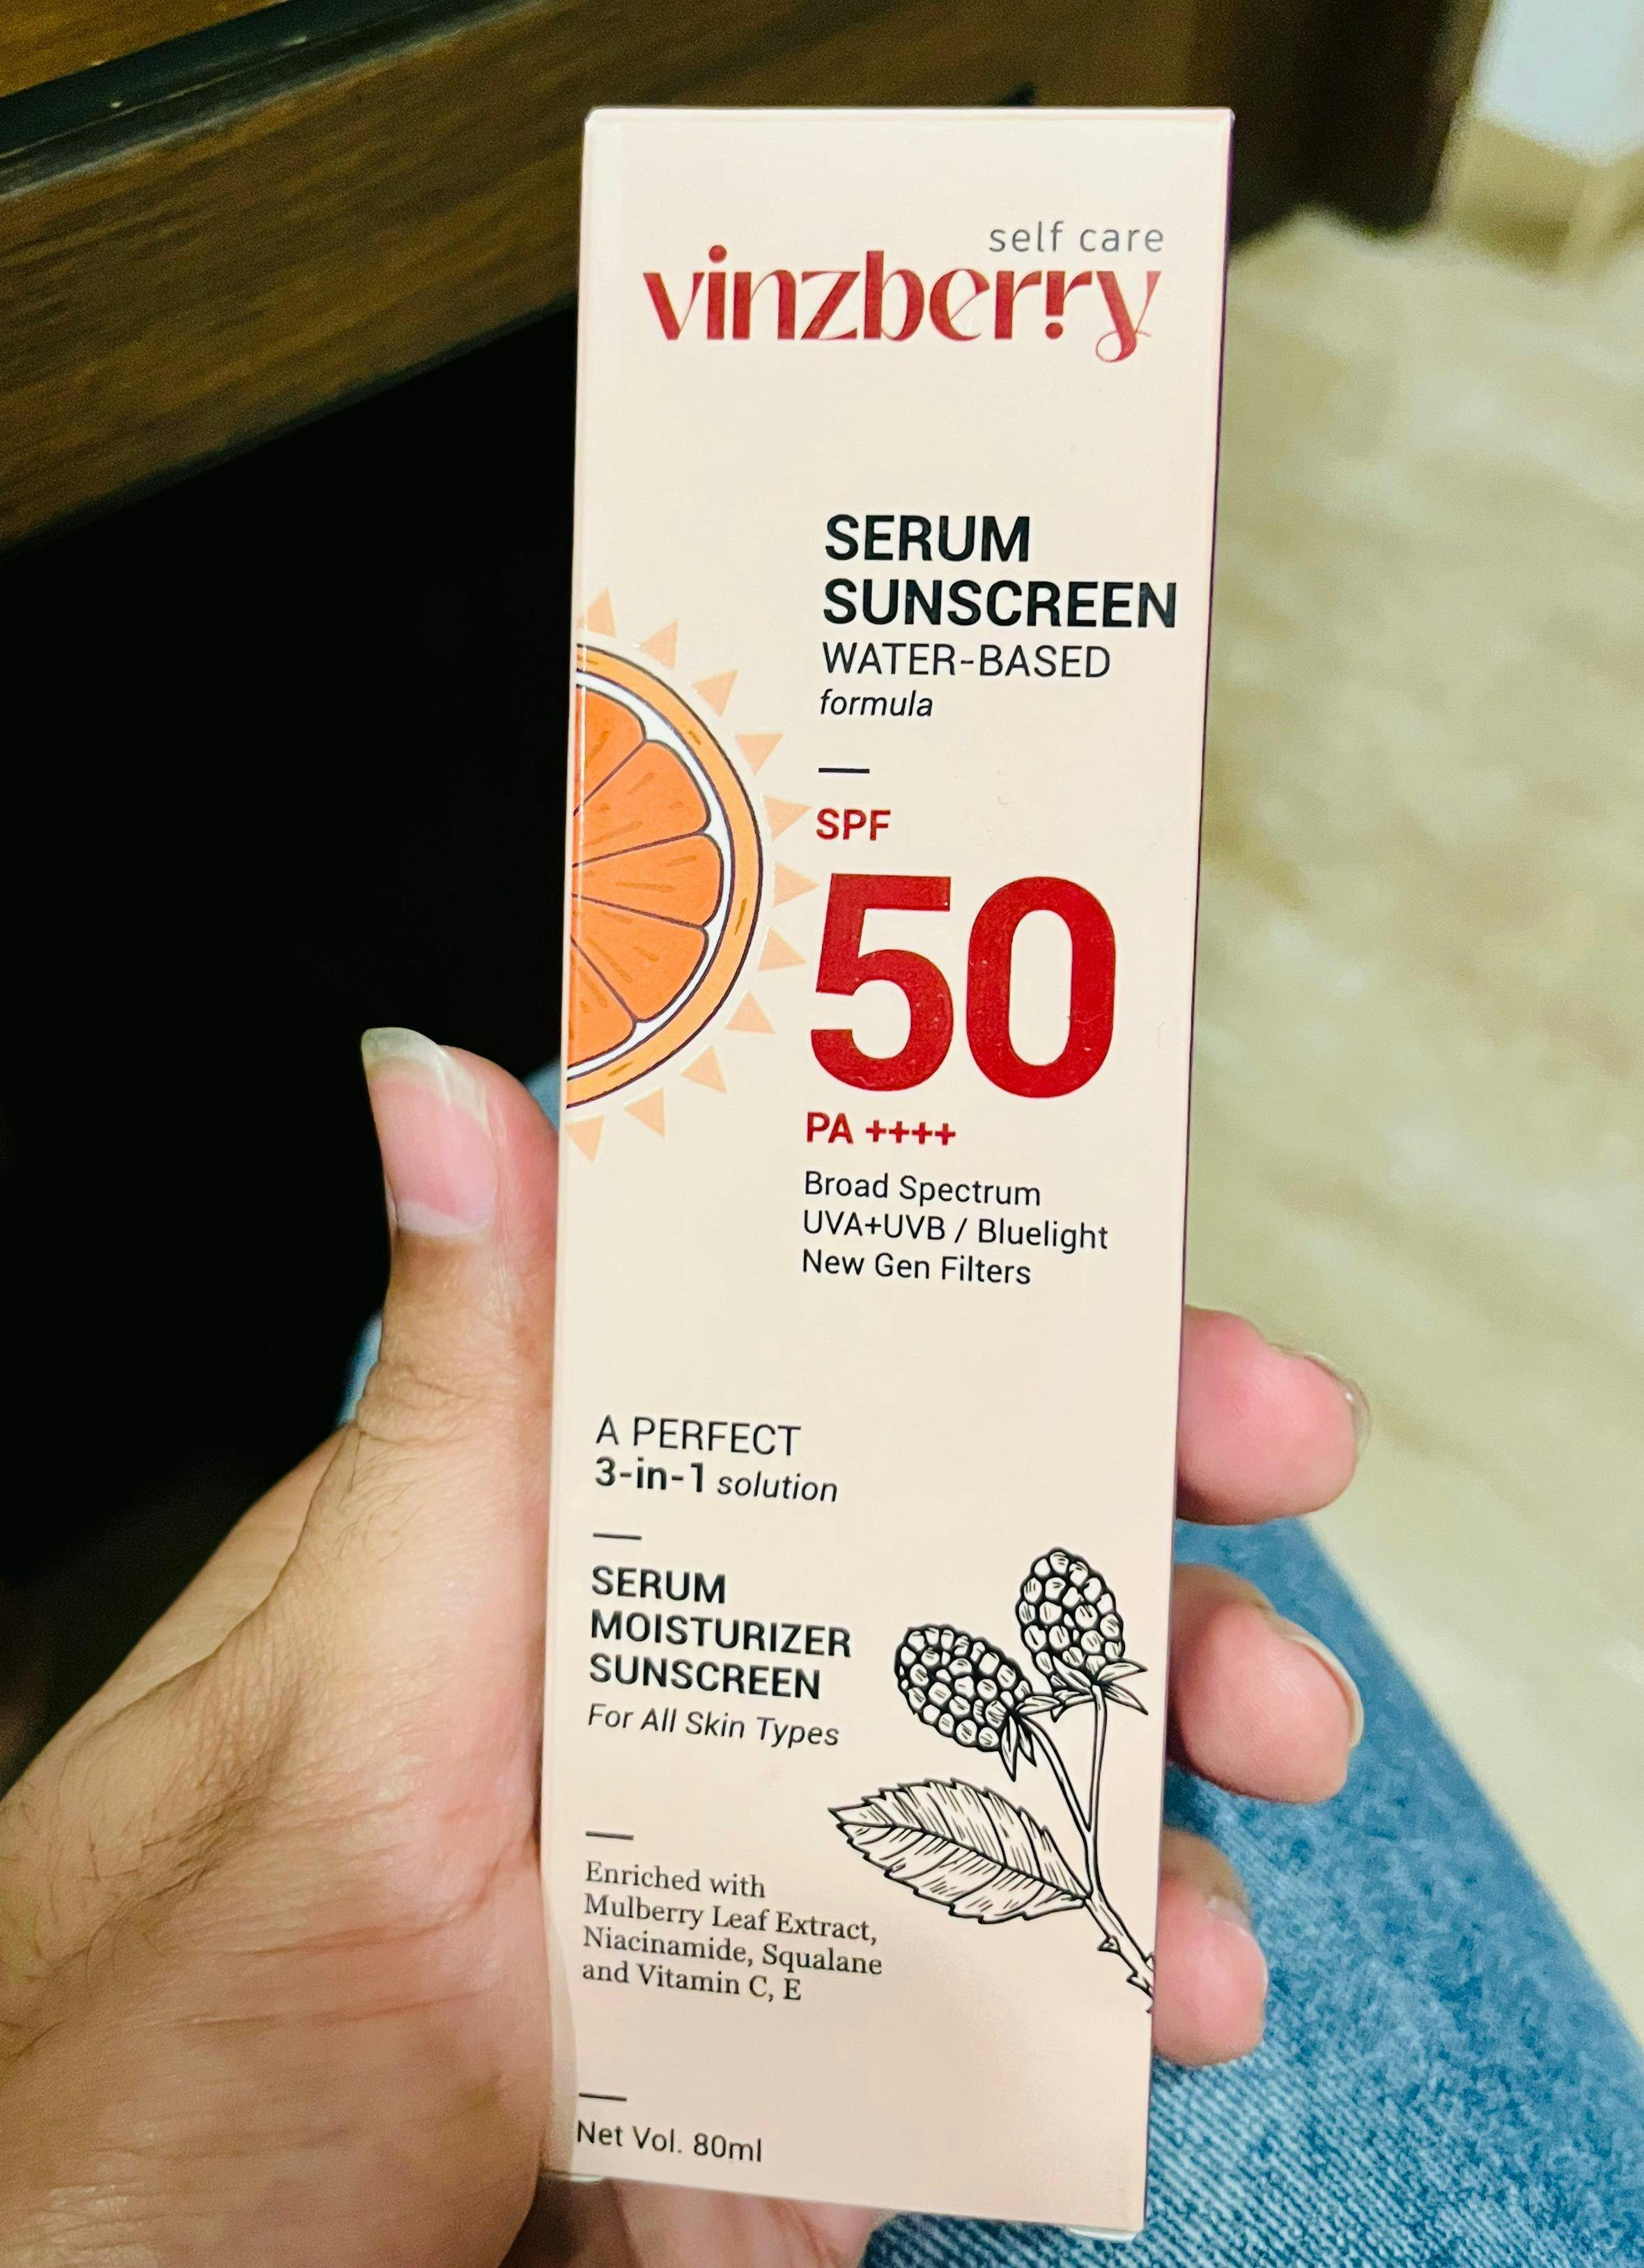 self care
vinzberry
SERUM
SUNSCREEN
WATER-BASED
formula
SPF
50
PA ++++
Broad Spectrum
UVA+UVB / Bluelight
New Gen Filters
A PERFECT
3-in-1 solution
SERUM
MOISTURIZER
SUNSCREEN
For All Skin Types
Enriched with
Mulberry Leaf Extract,
Niacinamide, Squalane
and Vitamin C, E
Net Vol. 80ml